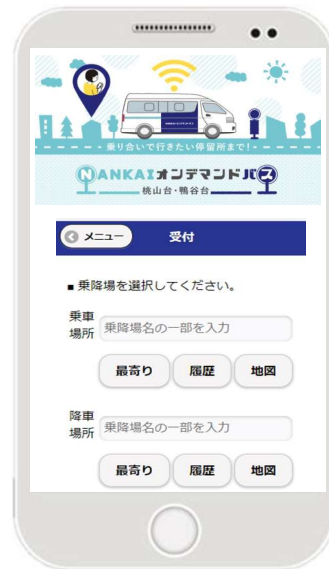 乗り合いで行きたい停留所まで!
NANKAIオンデマンドバス
桃山台・鴨谷台
メニュー 受付
■ 乗降場を選択してください。
乗車場所 乗降場名の一部を入力
最寄り 履歴 地図
降車場所 乗降場名の一部を入力
最寄り 履歴 地図